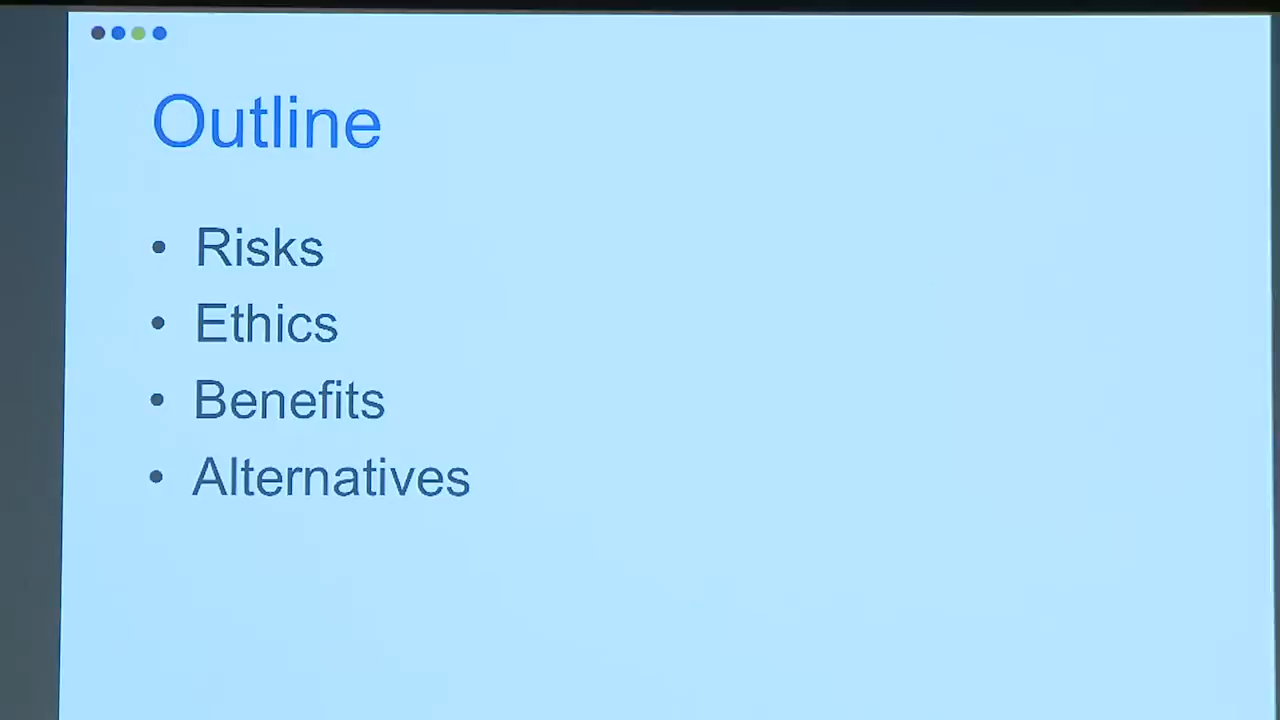 Outline
• Risks
• Ethics
• Benefits
• Alternatives